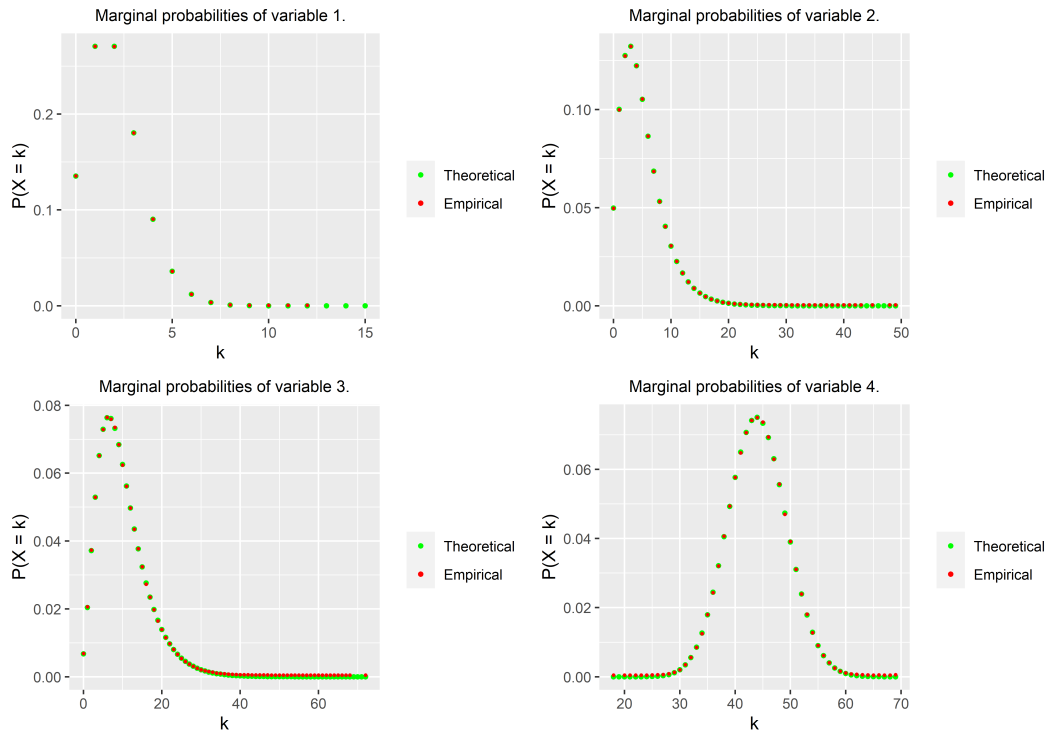 Marginal probabilities of variable 1.
P(X = k)
0.2
0.1
0.0
0 5 10 15
k
Theoretical
Empirical
Marginal probabilities of variable 2.
P(X = k)
0.10
0.05
0.00
0 10 20 30 40 50
k
Theoretical
Empirical
Marginal probabilities of variable 3.
P(X = k)
0.08
0.06
0.04
0.02
0.00
0 20 40 60
k
Theoretical
Empirical
Marginal probabilities of variable 4.
P(X = k)
0.06
0.04
0.02
0.00
20 30 40 50 60 70
k
Theoretical
Empirical